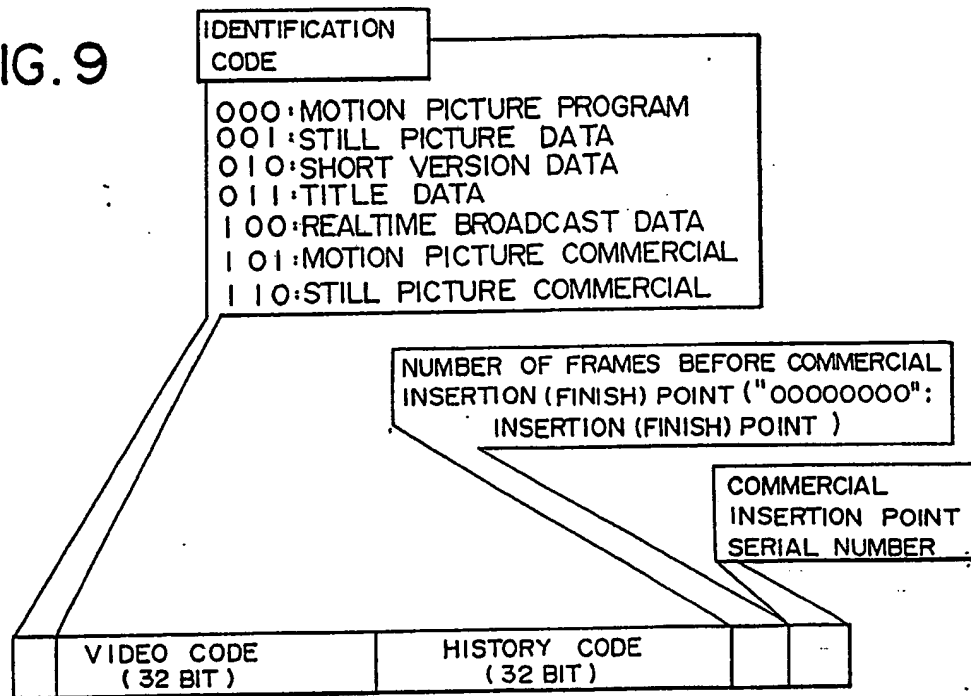 IG. 9
IDENTIFICATION
CODE
000:MOTION PICTURE PROGRAM
001:STILL PICTURE DATA
010:SHORT VERSION DATA
011:TITLE DATA
100:REALTIME BROADCAST DATA
101:MOTION PICTURE COMMERCIAL
110:STILL PICTURE COMMERCIAL
NUMBER OF FRAMES BEFORE COMMERCIAL
INSERTION (FINISH) POINT ("00000000":
INSERTION (FINISH) POINT )
COMMERCIAL
INSERTION POINT
SERIAL NUMBER
VIDEO CODE
(32 BIT)
HISTORY CODE
(32 BIT)